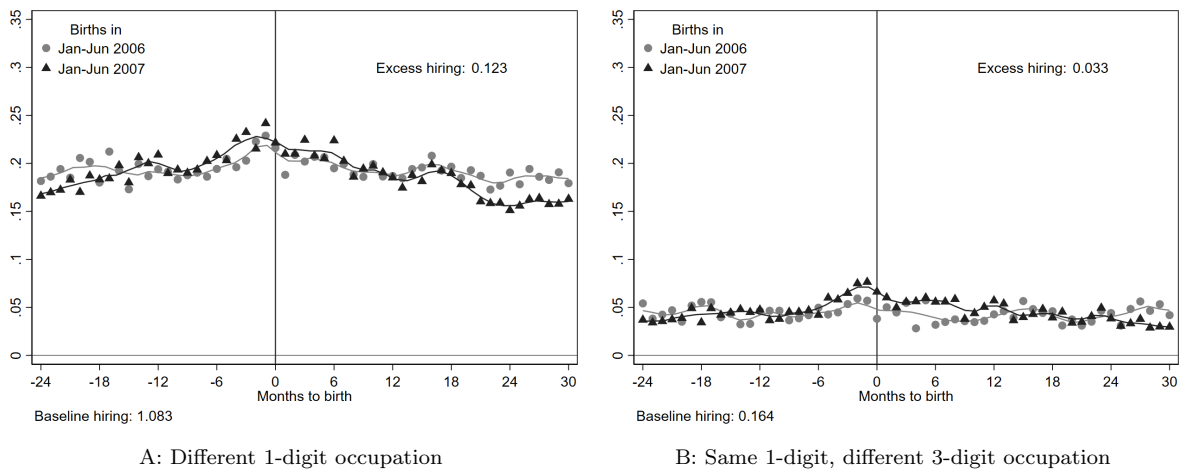 .35
.3
.25
.2
.15
.1
.05
0
Births in
Jan-Jun 2006
Jan-Jun 2007
Excess hiring: 0.123
-24 -18 -12 -6 0 6 12 18 24 30
Months to birth
Baseline hiring: 1.083
A: Different 1-digit occupation
.35
.3
.25
.2
.15
.1
.05
0
Births in
Jan-Jun 2006
Jan-Jun 2007
Excess hiring: 0.033
-24 -18 -12 -6 0 6 12 18 24 30
Months to birth
Baseline hiring: 0.164
B: Same 1-digit, different 3-digit occupation